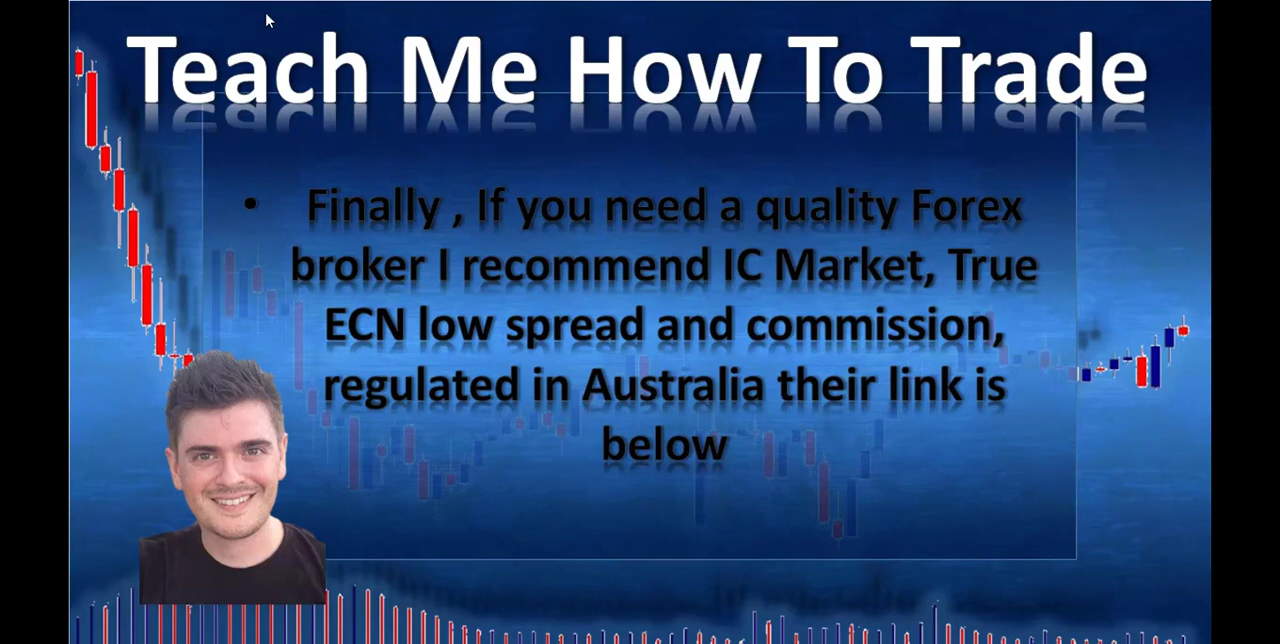 Teach Me How To Trade
• Finally , If you need a quality Forex
broker I recommend IC Market, True
ECN low spread and commission,
regulated in Australia their link is
below